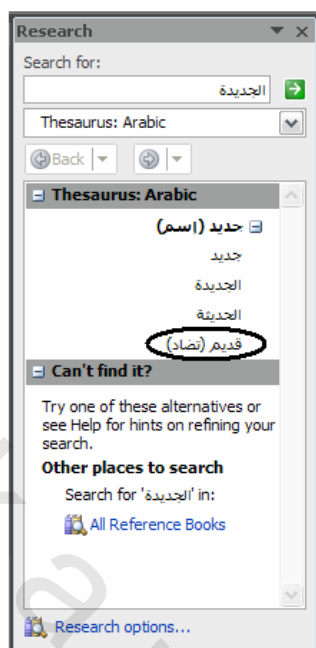 Research
Search for:
الجديدة
Thesaurus: Arabic
Back
Thesaurus: Arabic
جديد (اسم)
جديد
الجديدة
الحديثة
قديم (تضاد)
Can't find it?
Try one of these alternatives or
see Help for hints on refining your
search.
Other places to search
Search for 'الجديدة' in:
All Reference Books
Research options...